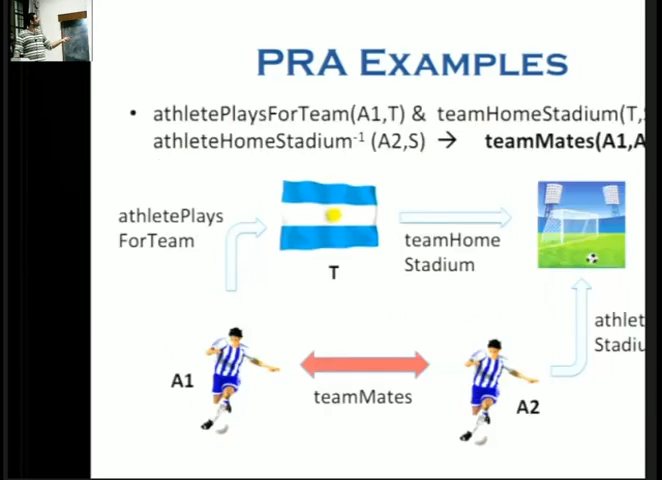 PRA EXAMPLES
• athletePlaysForTeam(A1,T) & teamHomeStadium(T,
athleteHomeStadium-1 (A2,S) → teamMates(A1,A
athletePlays
ForTeam
teamHome
Stadium
T
athlet
Stadiu
A1
teamMates
A2